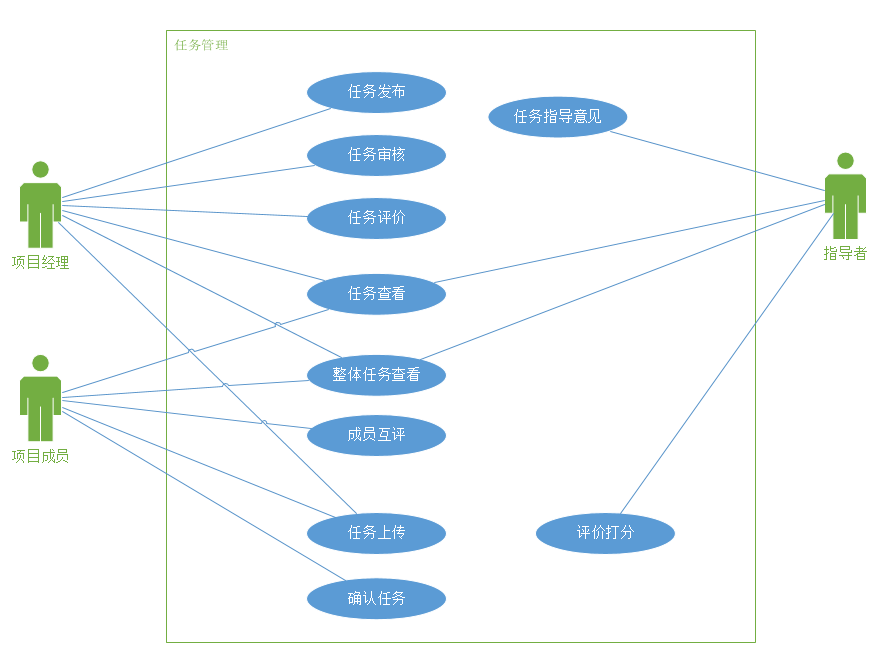 任务管理
任务发布
任务指导意见
任务审核
任务评价
项目经理
指导者
任务查看
整体任务查看
成员互评
项目成员
任务上传
评价打分
确认任务